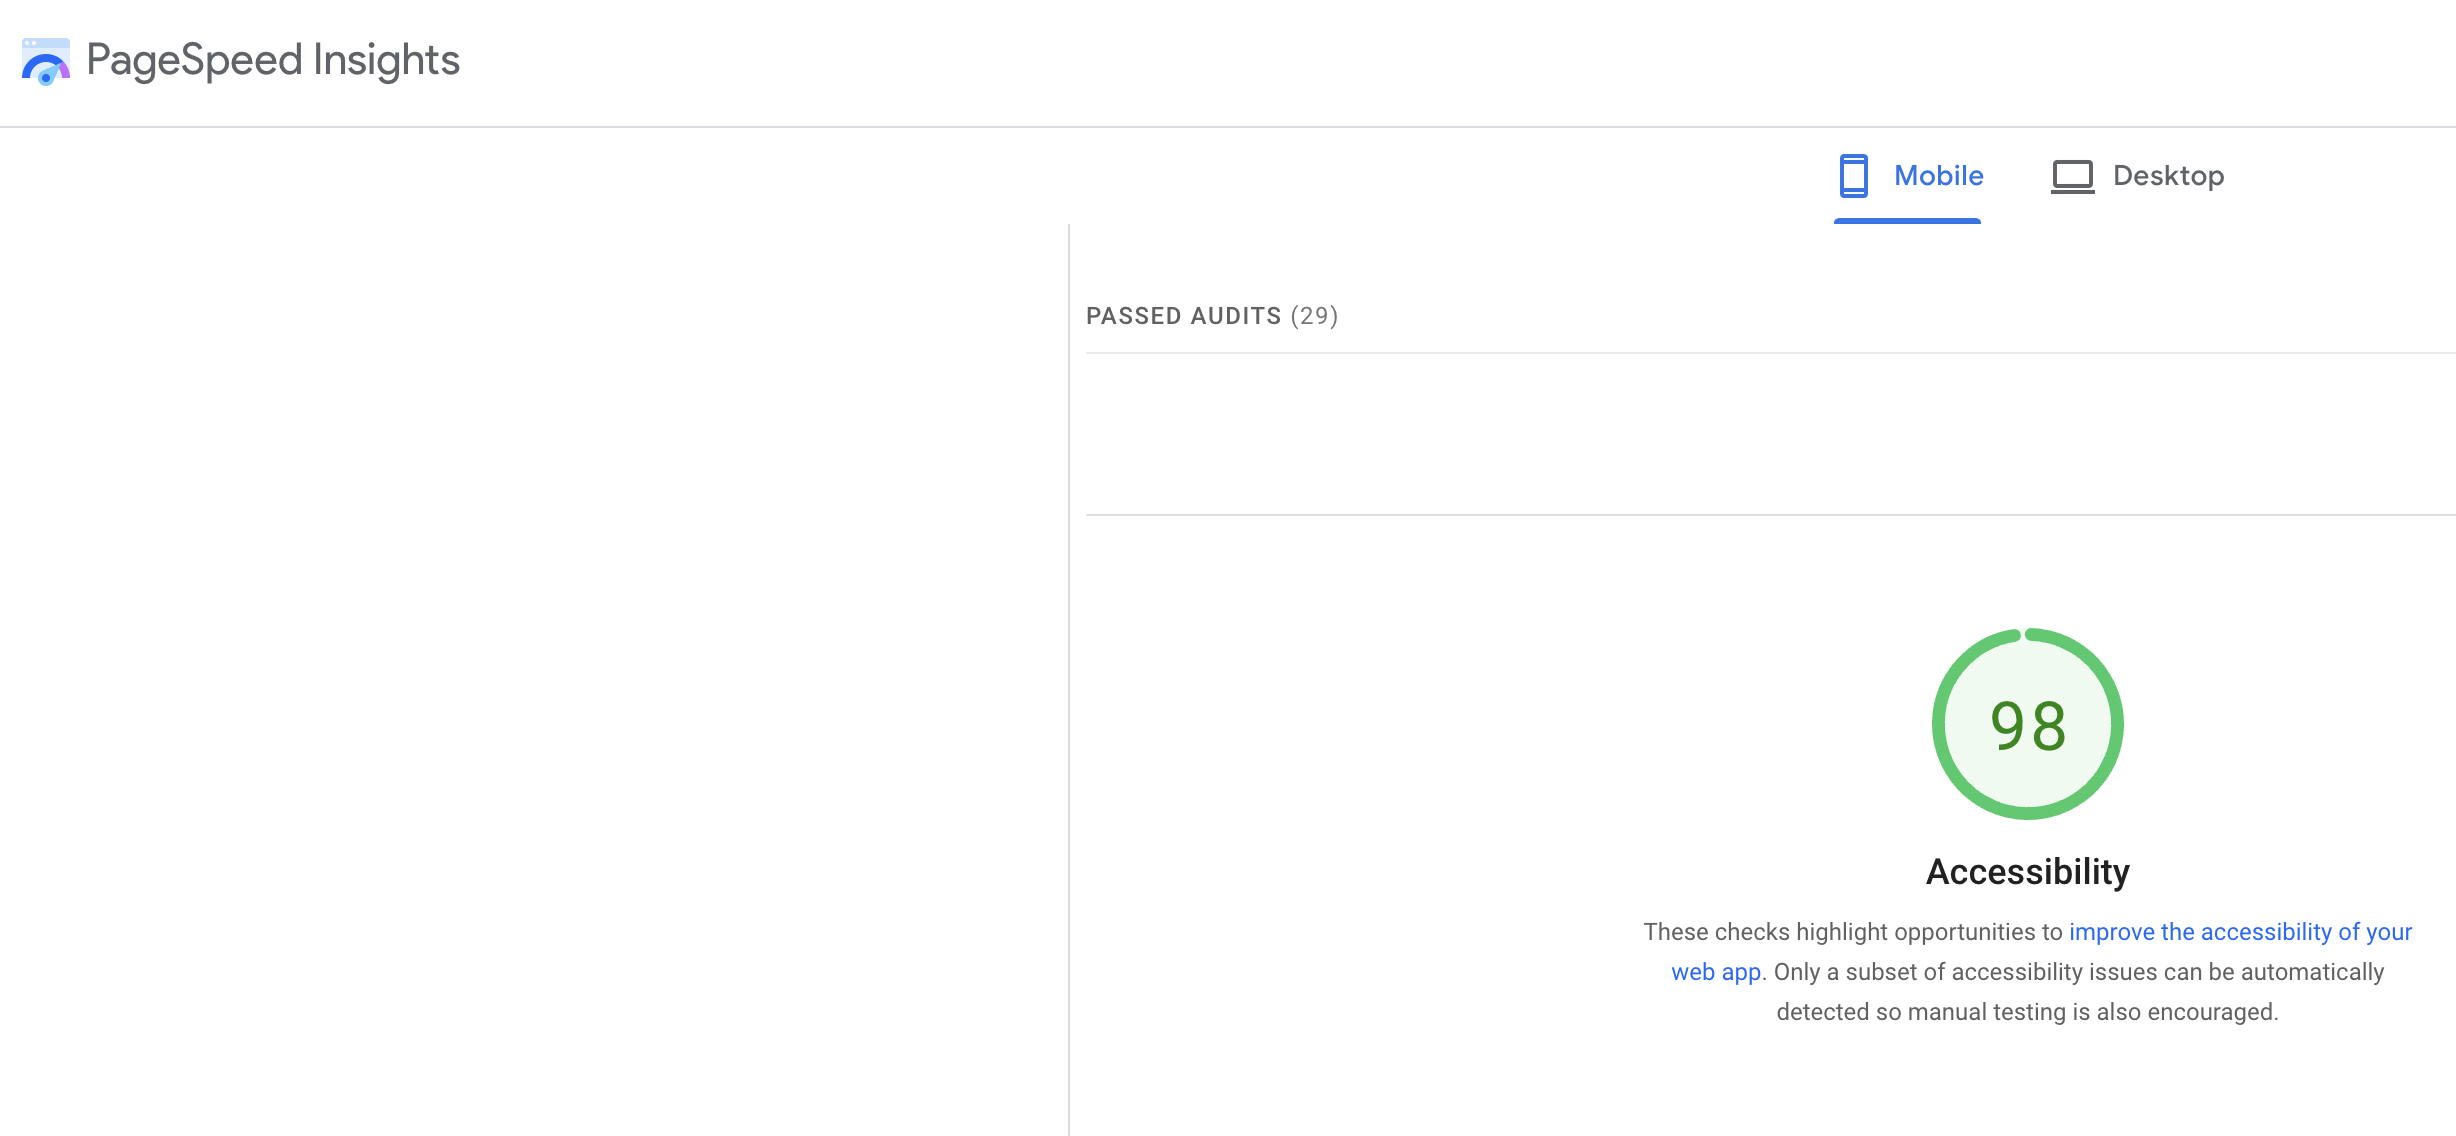 PageSpeed Insights
Mobile
Desktop
PASSED AUDITS (29)
98
Accessibility
These checks highlight opportunities to improve the accessibility of your
web app. Only a subset of accessibility issues can be automatically
detected so manual testing is also encouraged.